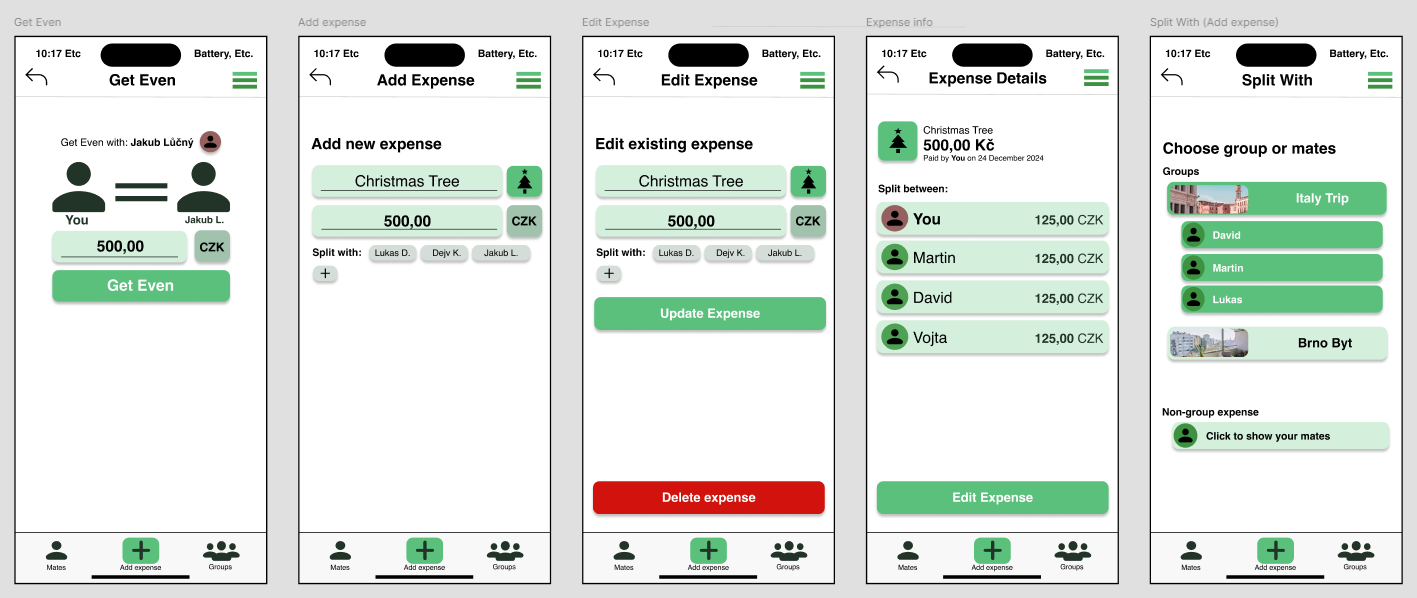 Get Even
10:17 Etc
Battery, Etc.
Get Even
Get Even with: Jakub Lůčný
You
Jakub L.
500,00
CZK
Get Even
Mates
Add expense
Groups
Add expense
10:17 Etc
Battery, Etc.
Add Expense
Add new expense
Christmas Tree
500,00
CZK
Split with:
Lukas D.
Dejv K.
Jakub L.
+
Mates
Add expense
Groups
Edit Expense
10:17 Etc
Battery, Etc.
Edit Expense
Edit existing expense
Christmas Tree
500,00
CZK
Split with:
Lukas D.
Dejv K.
Jakub L.
+
Update Expense
Delete expense
Mates
Add expense
Groups
Expense info
10:17 Etc
Battery, Etc.
Expense Details
Christmas Tree
500,00 Kč
Paid by You on 24 December 2024
Split between:
You 125,00 CZK
Martin 125,00 CZK
David 125,00 CZK
Vojta 125,00 CZK
Edit Expense
Mates
Add expense
Groups
Split With (Add expense)
10:17 Etc
Battery, Etc.
Split With
Choose group or mates
Groups
Italy Trip
David
Martin
Lukas
Brno Byt
Non-group expense
Click to show your mates
Mates
Add expense
Groups